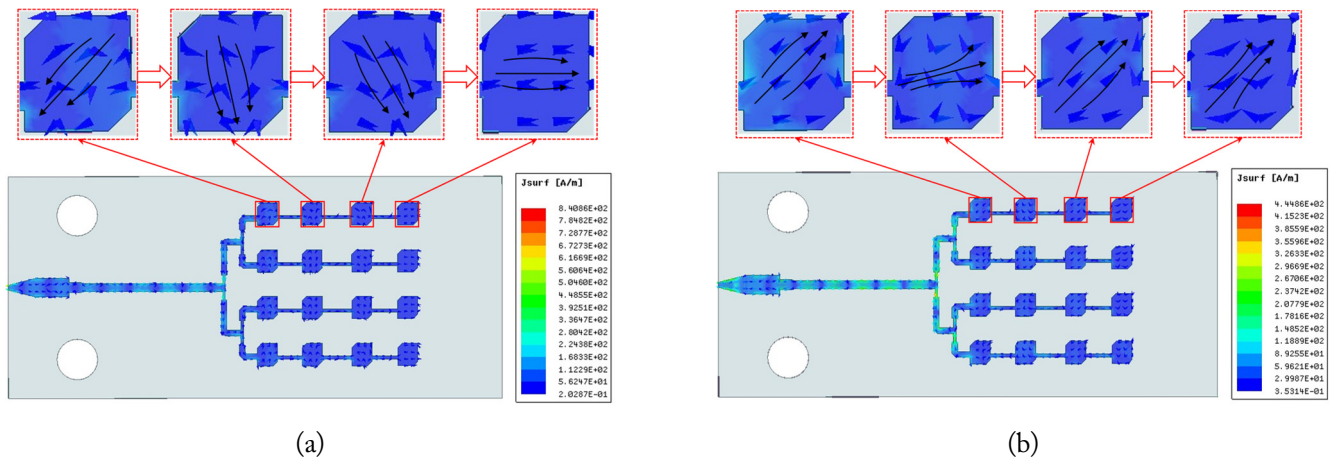 Jsurf [A/m]
8.4086E+02
7.8482E+02
7.2877E+02
6.7273E+02
6.1669E+02
5.6064E+02
5.0460E+02
4.4855E+02
3.9251E+02
3.3647E+02
2.8042E+02
2.2438E+02
1.6833E+02
1.1229E+02
5.6247E+01
2.0287E-01
(a)
Jsurf [A/m]
4.4486E+02
4.1523E+02
3.8559E+02
3.5596E+02
3.2633E+02
2.9669E+02
2.6706E+02
2.3742E+02
2.0779E+02
1.7816E+02
1.4852E+02
1.1889E+02
8.9255E+01
5.9621E+01
2.9987E+01
3.5314E-01
(b)